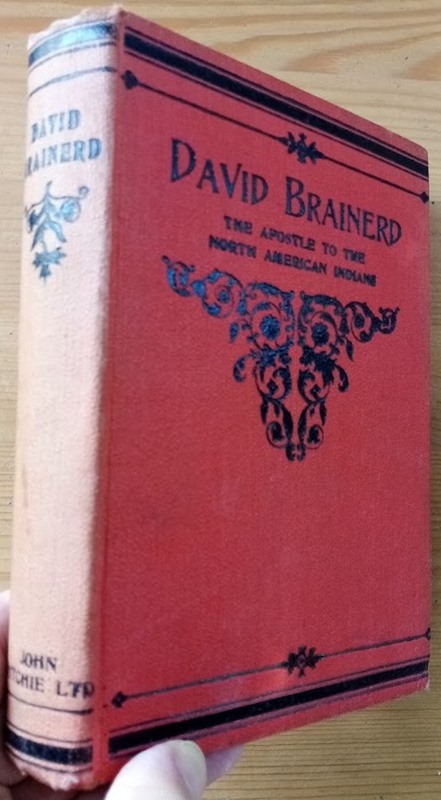 DAVID BRAINERD
THE APOSTLE TO THE
NORTH AMERICAN INDIANS
DAVID
BRAINERD
JOHN
RITCHIE LTD